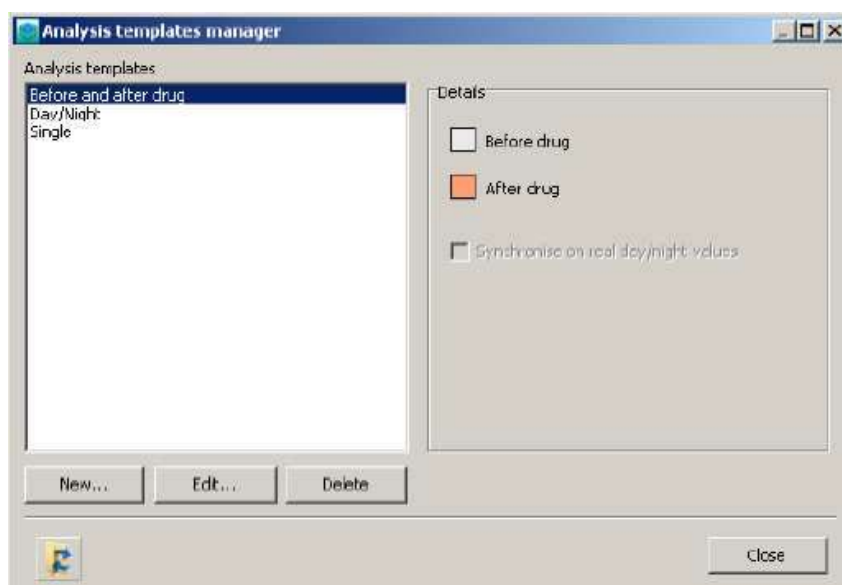 Analysis templates manager
Analysis templates
Before and after drug
Day/Night
Single
Details
Before drug
After drug
Synchronise on real day/night values
New...
Edit...
Delete
Close